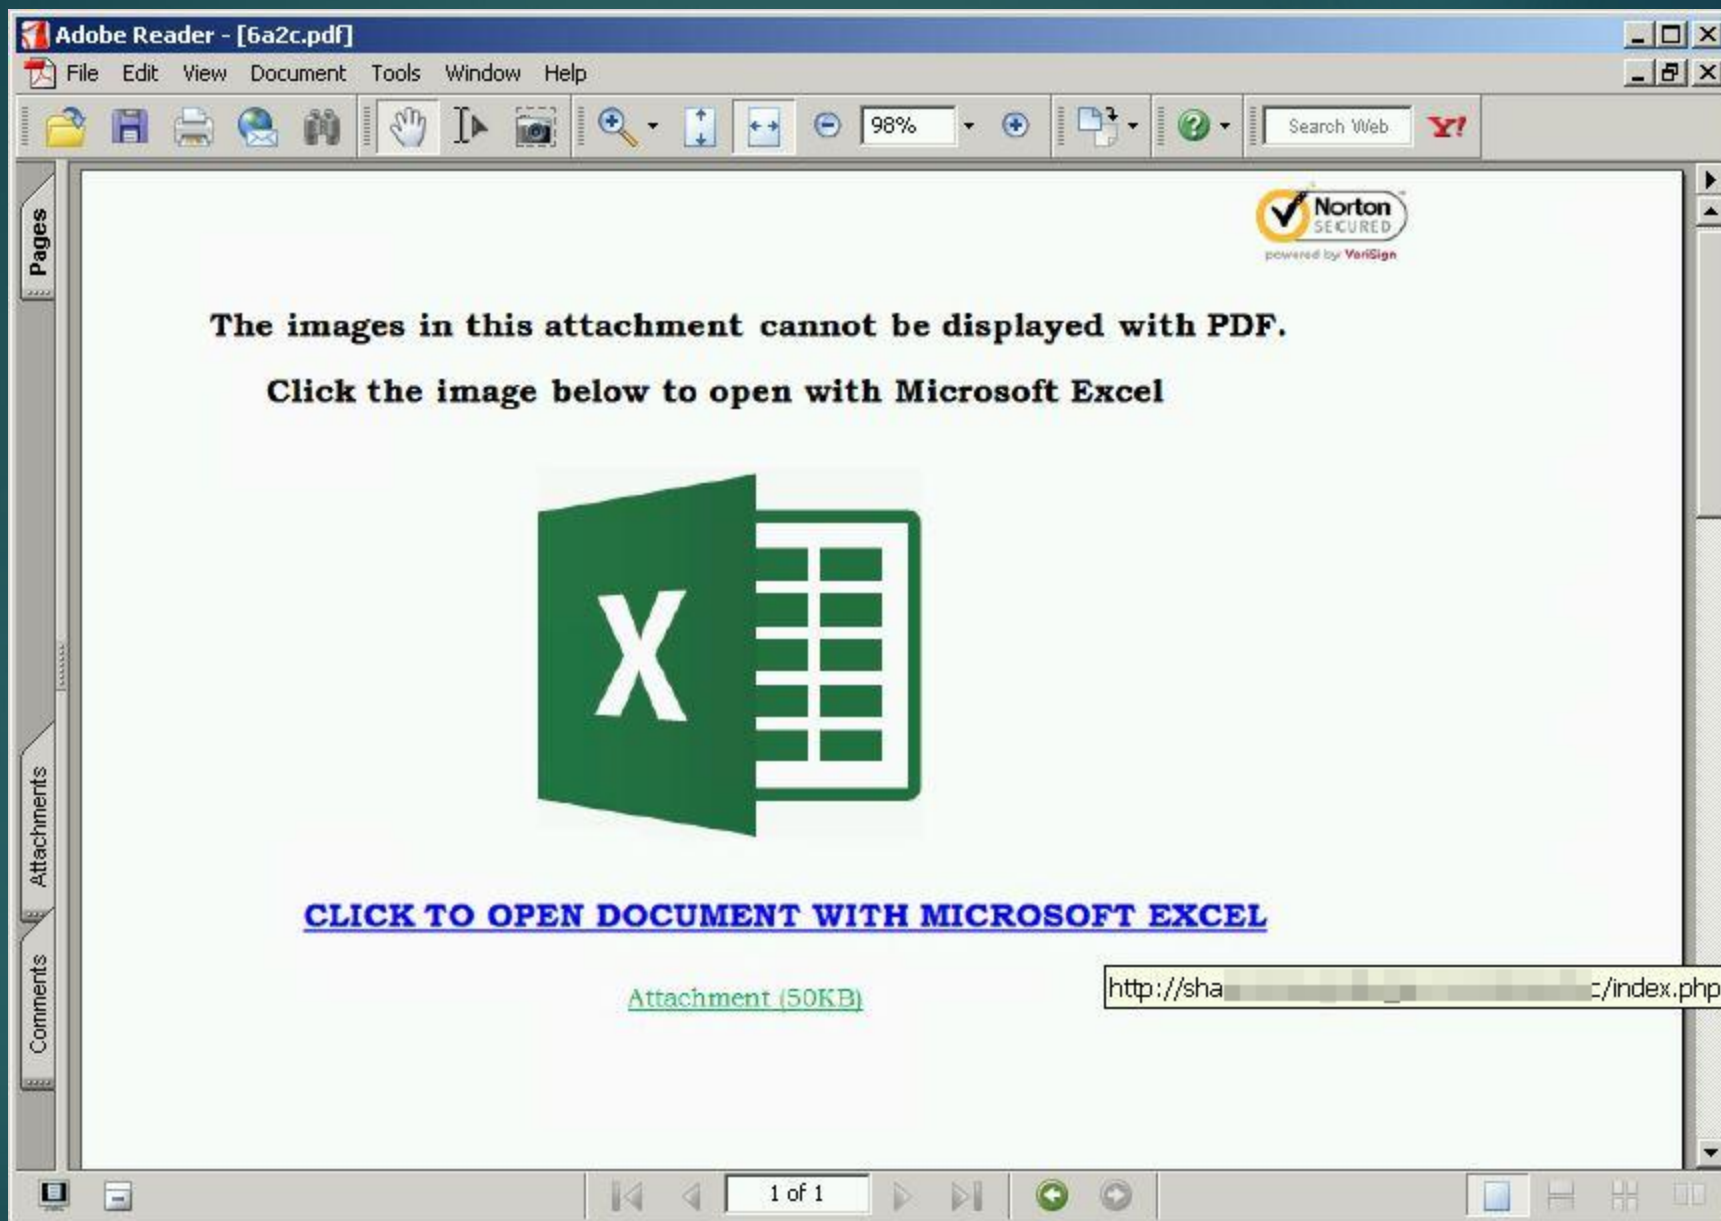 Adobe Reader - [6a2c.pdf]
File Edit View Document Tools Window Help
98%
Search Web Y!
Pages
Norton
SECURED
powered by VeriSign
The images in this attachment cannot be displayed with PDF.
Click the image below to open with Microsoft Excel
X
Attachments
CLICK TO OPEN DOCUMENT WITH MICROSOFT EXCEL
Comments
Attachment (50KB)
http://sha c/index.php
1 of 1